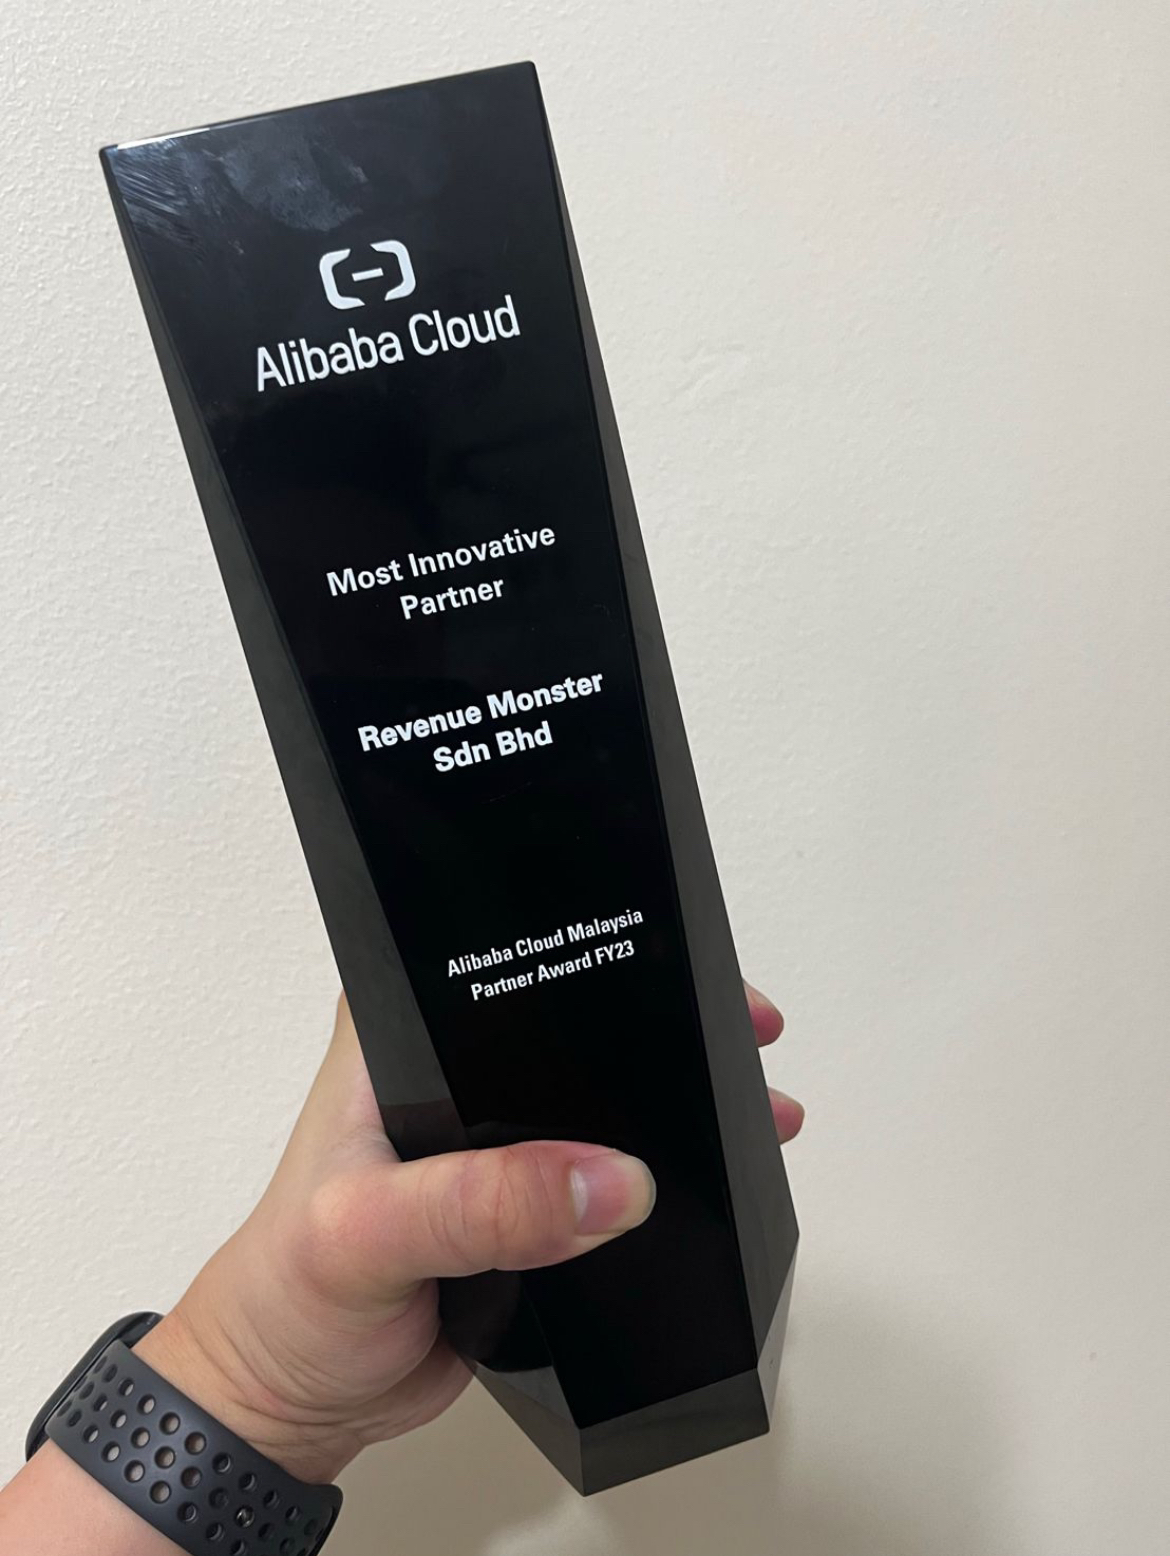 Alibaba Cloud
Most Innovative
Partner
Revenue Monster
Sdn Bhd
Alibaba Cloud Malaysia
Partner Award FY23